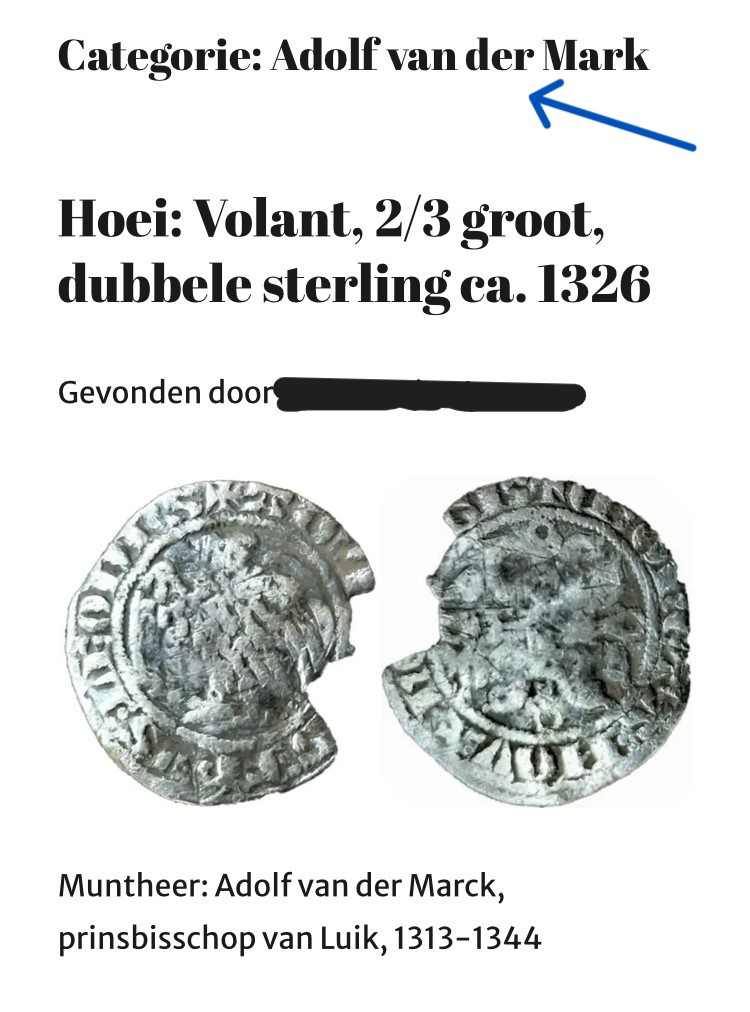 Categorie: Adolf van der Mark
Hoei: Volant, 2/3 groot,
dubbele sterling ca. 1326
Gevonden door
Muntheer: Adolf van der Marck,
prinsbisschop van Luik, 1313-1344